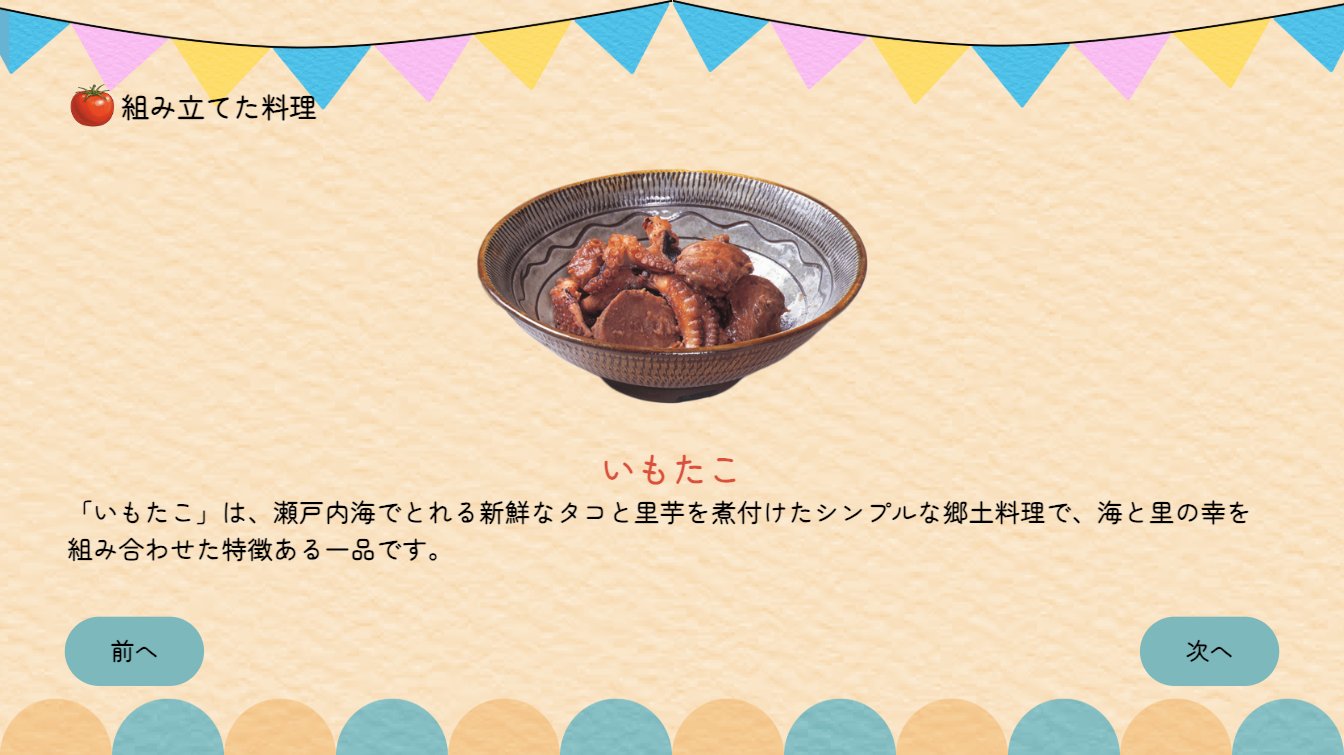 組み立てた料理
いもたこ
「いもたこ」は、瀬戸内海でとれる新鮮なタコと里芋を煮付けたシンプルな郷土料理で、海と里の幸を
組み合わせた特徴ある一品です。
前へ
次へ